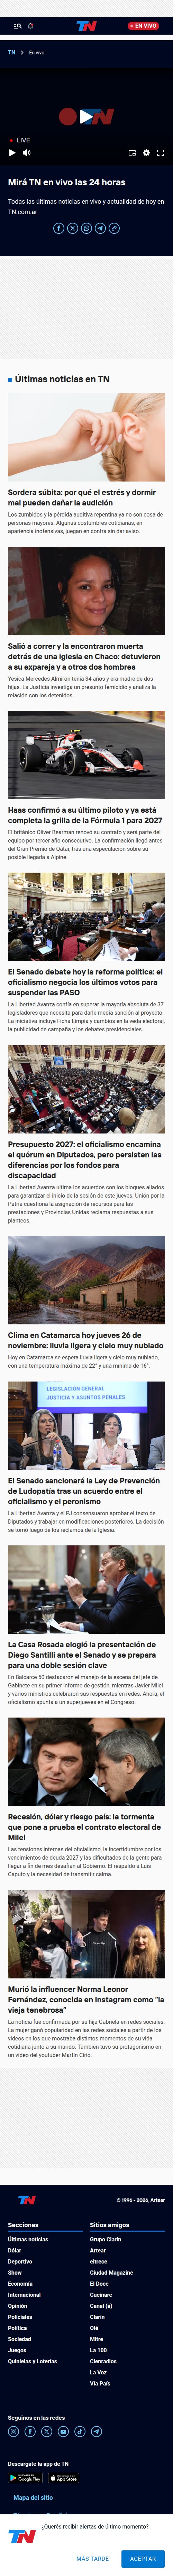 TN EN VIVO
TN > En vivo
TN
LIVE
Mirá TN en vivo las 24 horas
Todas las últimas noticias en vivo y actualidad de hoy en
TN.com.ar
Últimas noticias en TN
Sordera súbita: por qué el estrés y dormir
mal pueden dañar la audición
Los zumbidos y la pérdida auditiva repentina ya no son cosa de
personas mayores. Algunas costumbres cotidianas, en
apariencia inofensivas, juegan en contra sin dar aviso.
Salió a correr y la encontraron muerta
detrás de una iglesia en Chaco: detuvieron
a su expareja y a otros dos hombres
Yesica Mercedes Almirón tenía 34 años y era madre de dos
hijas. La Justicia investiga un presunto femicidio y analiza la
relación con los detenidos.
Haas confirmó a su último piloto y ya está
completa la grilla de la Fórmula 1 para 2027
El británico Oliver Bearman renovó su contrato y será parte del
equipo por tercer año consecutivo. La confirmación llegó antes
del Gran Premio de Qatar, tras una especulación sobre su
posible llegada a Alpine.
El Senado debate hoy la reforma política: el
oficialismo negocia los últimos votos para
suspender las PASO
La Libertad Avanza confía en superar la mayoría absoluta de 37
legisladores que necesita para darle media sanción al proyecto.
La iniciativa incluye Ficha Limpia y cambios en la veda electoral,
la publicidad de campaña y los debates presidenciales.
Presupuesto 2027: el oficialismo encamina
el quórum en Diputados, pero persisten las
diferencias por los fondos para
discapacidad
La Libertad Avanza ultima los acuerdos con los bloques aliados
para garantizar el inicio de la sesión de este jueves. Unión por la
Patria cuestiona la asignación de recursos para las
prestaciones y Provincias Unidas reclama respuestas a sus
planteos.
Clima en Catamarca hoy jueves 26 de
noviembre: lluvia ligera y cielo muy nublado
Hoy en Catamarca se espera lluvia ligera y cielo muy nublado,
con una temperatura máxima de 22° y una mínima de 16°.
LEGISLACIÓN GENERAL
JUSTICIA Y ASUNTOS PENALES
El Senado sancionará la Ley de Prevención
de Ludopatía tras un acuerdo entre el
oficialismo y el peronismo
La Libertad Avanza y el PJ consensuaron aprobar el texto de
Diputados y trabajar en modificaciones posteriores. La decisión
se tomó luego de los reclamos de la Iglesia.
La Casa Rosada elogió la presentación de
Diego Santilli ante el Senado y se prepara
para una doble sesión clave
En Balcarce 50 destacaron el manejo de la escena del jefe de
Gabinete en su primer informe de gestión, mientras Javier Milei
y varios ministros celebraron sus respuestas en redes. Ahora, el
oficialismo apunta a un superjueves en el Congreso.
Recesión, dólar y riesgo país: la tormenta
que pone a prueba el contrato electoral de
Milei
Las tensiones internas del oficialismo, la incertidumbre por los
vencimientos de deuda 2027 y las dificultades de la gente para
llegar a fin de mes desafían al Gobierno. El respaldo a Luis
Caputo y la necesidad de transmitir calma.
Murió la influencer Norma Leonor
Fernández, conocida en Instagram como "la
vieja tenebrosa"
La noticia fue confirmada por su hija Gabriela en redes sociales.
La mujer ganó popularidad en las redes sociales a partir de los
videos en los que mostraba distintos momentos de su vida
cotidiana junto a su marido. También tuvo su protagonismo en
un video del youtuber Martín Cirio.
TN © 1996 - 2026, Artear
Secciones
Últimas noticias
Dólar
Deportivo
Show
Economía
Internacional
Opinión
Policiales
Política
Sociedad
Juegos
Quinielas y Loterías
Sitios amigos
Grupo Clarín
Artear
eltrece
Ciudad Magazine
El Doce
Cucinare
Canal (á)
Clarín
Olé
Mitre
La 100
Cienradios
La Voz
Vía País
Seguinos en las redes
Descargate la app de TN
Google Play App Store
Mapa del sitio
TN ¿Querés recibir alertas de último momento?
MÁS TARDE ACEPTAR